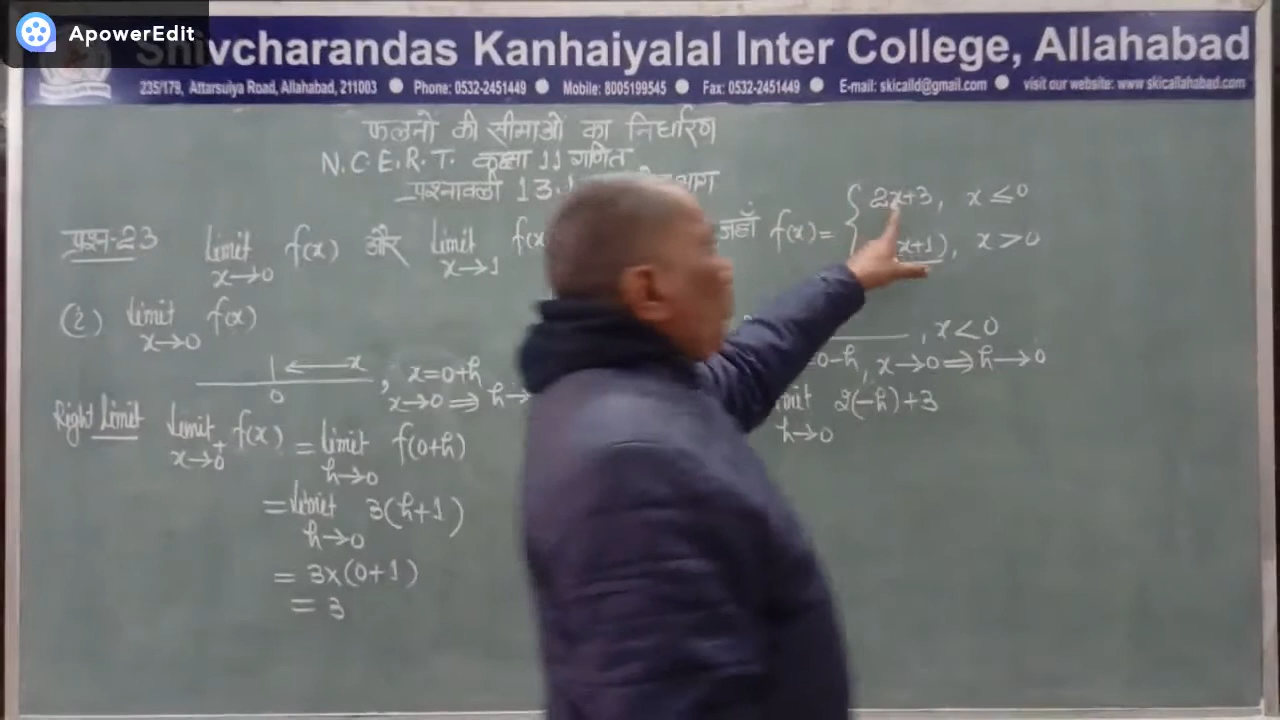 ApowerEdit
Shivcharandas Kanhaiyalal Inter College, Allahabad
235/179, Attarsuiya Road, Allahabad, 211003 ● Phone: 0532-2451449 ● Mobile: 8005199545 ● Fax: 0532-2451449 ● E-mail: skicalld@gmail.com ● visit our website: www.skicallahabad.com
फलनो की सीमाओं का निर्धारण
N.C.E.R.T. कक्षा 11 गणित
प्रश्नावली 13.1 भाग
प्रश्न-23 limit x→0 f(x) और limit x→1 f(x जहाँ f(x)= { 2x+3, x≤0
x+1), x>0
(i) limit x→0 f(x)
, x<0
0 ← x , x=0+h
x→0 ⟹ h→
=0-h, x→0 ⟹ h→0
Right Limit limit x→0+ f(x) = limit h→0 f(0+h)
h→0 2(-h)+3
= limit h→0 3(h+1)
= 3x(0+1)
= 3